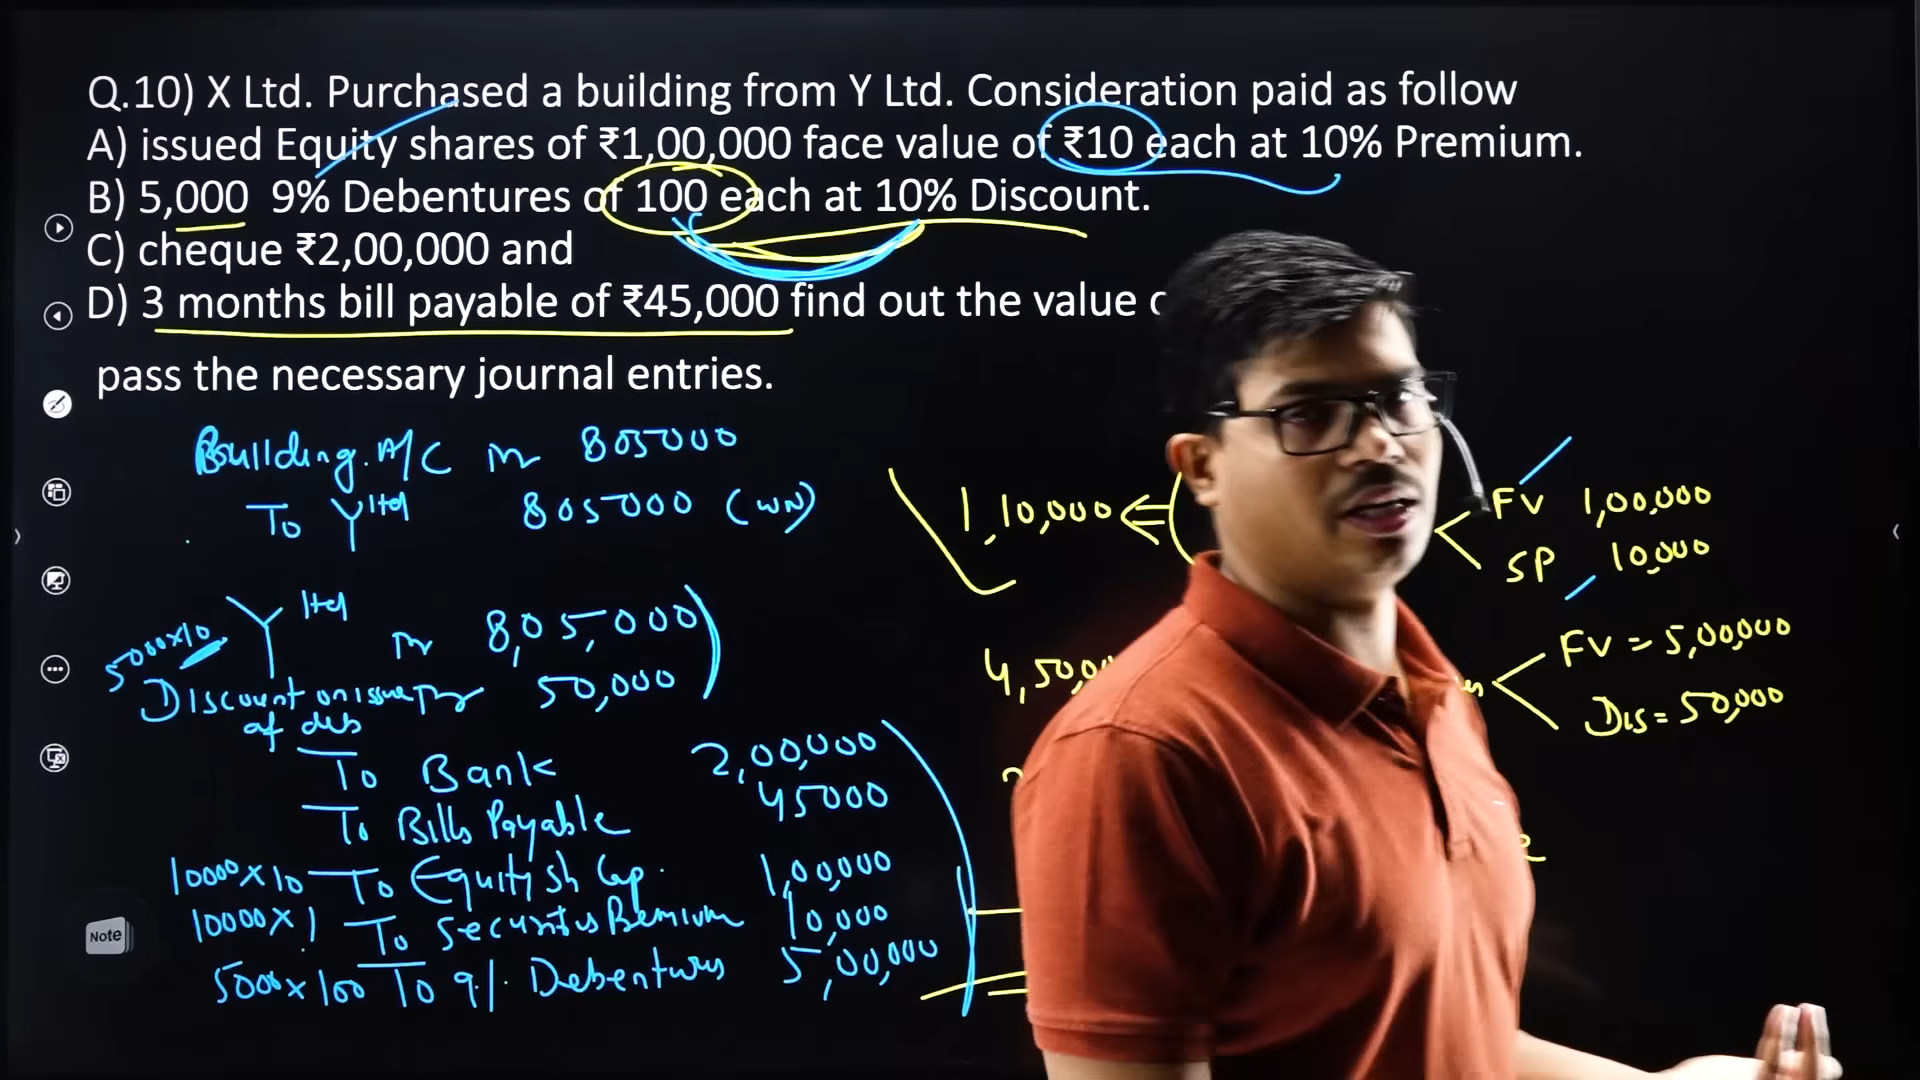 Q.10) X Ltd. Purchased a building from Y Ltd. Consideration paid as follow
A) issued Equity shares of ₹1,00,000 face value of ₹10 each at 10% Premium.
B) 5,000 9% Debentures of 100 each at 10% Discount.
C) cheque ₹2,00,000 and
D) 3 months bill payable of ₹45,000 find out the value
pass the necessary journal entries.
Building A/C Dr 805000
To Y ltd 805000 (WN)
Y ltd Dr 8,05,000
5000x10
Discount on issue Dr 50,000
of deb
To Bank 2,00,000
To Bills Payable 45000
10000x10 To Equity Sh Cap. 1,00,000
10000x1 To Securities Premium 10,000
5000x100 To 9% Debentures 5,00,000
1,10,000
FV 1,00,000
SP 10,000
4,50,0
FV = 5,00,000
Dis = 50,000
Note